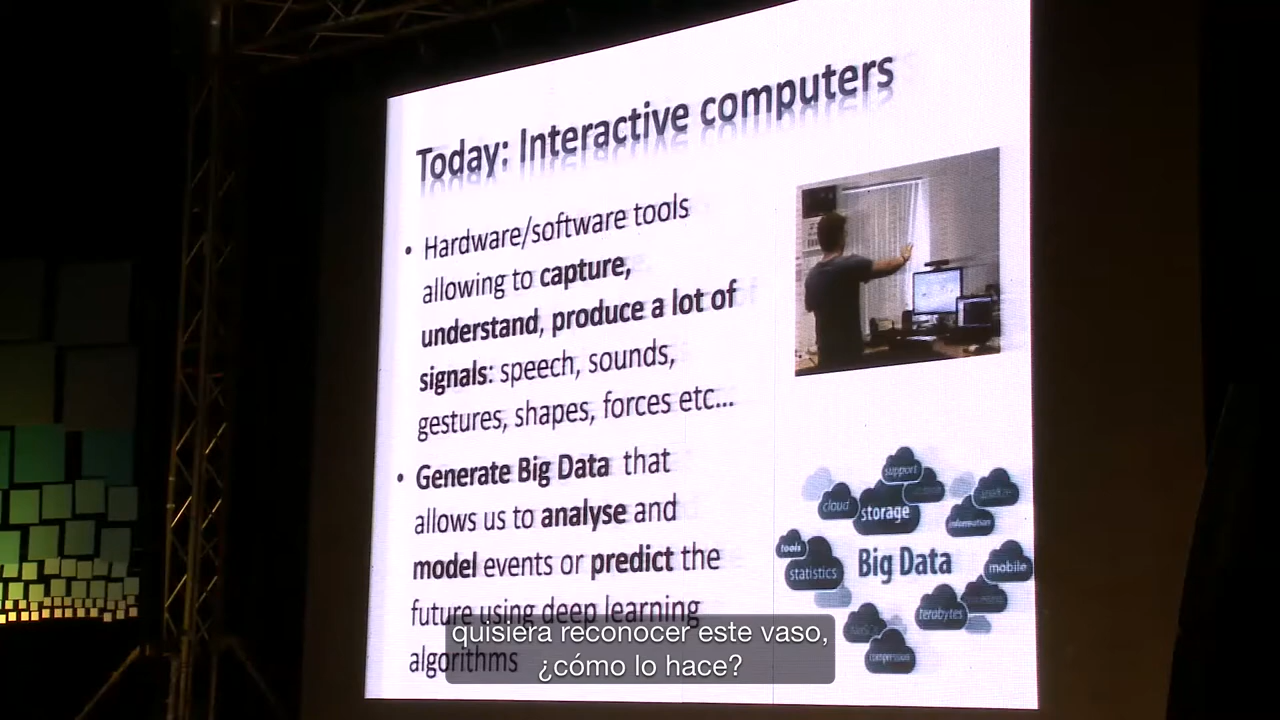 Today: Interactive computers
• Hardware/software tools
allowing to capture,
understand, produce a lot of
signals: speech, sounds,
gestures, shapes, forces etc...
• Generate Big Data that
allows us to analyse and
model events or predict the
future using deep learning
algorithms
support
cloud
storage
information
tools
statistics
Big Data
mobile
terabytes
compression
quisiera reconocer este vaso,
¿cómo lo hace?